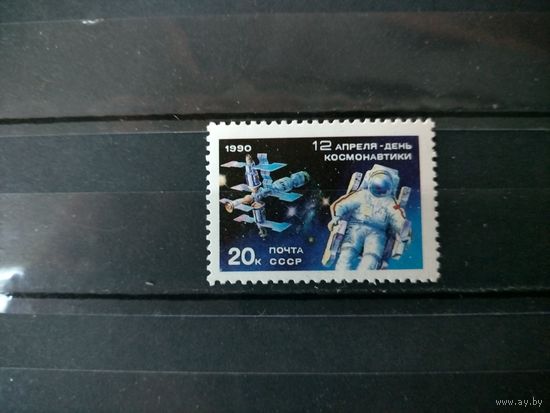 1990
12 АПРЕЛЯ-ДЕНЬ
КОСМОНАВТИКИ
20к
ПОЧТА
СССР
www.ay.by